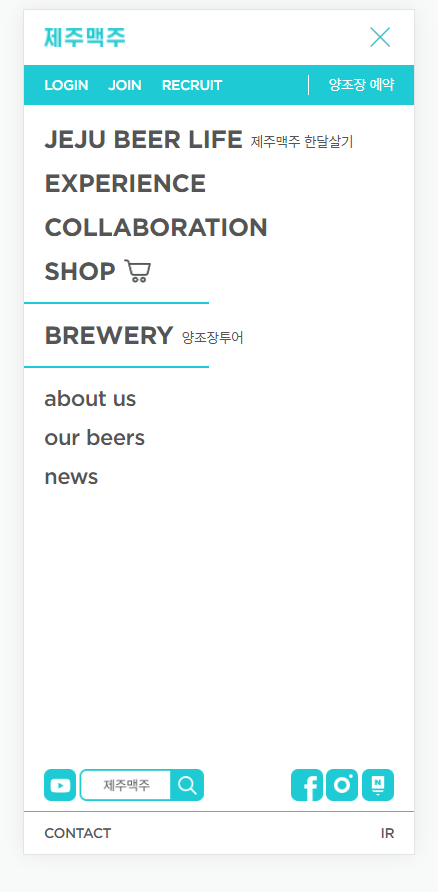 제주맥주
LOGIN JOIN RECRUIT 양조장 예약
JEJU BEER LIFE 제주맥주 한달살기
EXPERIENCE
COLLABORATION
SHOP
BREWERY 양조장투어
about us
our beers
news
제주맥주
N
CONTACT IR